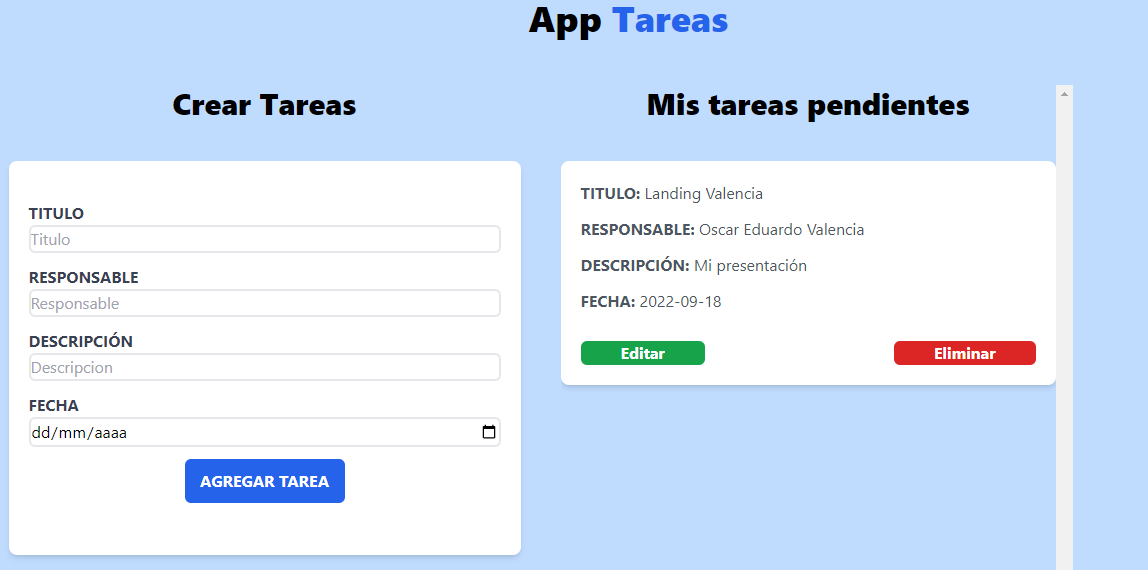 App Tareas
Crear Tareas
TITULO
Titulo
RESPONSABLE
Responsable
DESCRIPCIÓN
Descripcion
FECHA
dd/mm/aaaa
AGREGAR TAREA
Mis tareas pendientes
TITULO: Landing Valencia
RESPONSABLE: Oscar Eduardo Valencia
DESCRIPCIÓN: Mi presentación
FECHA: 2022-09-18
Editar
Eliminar